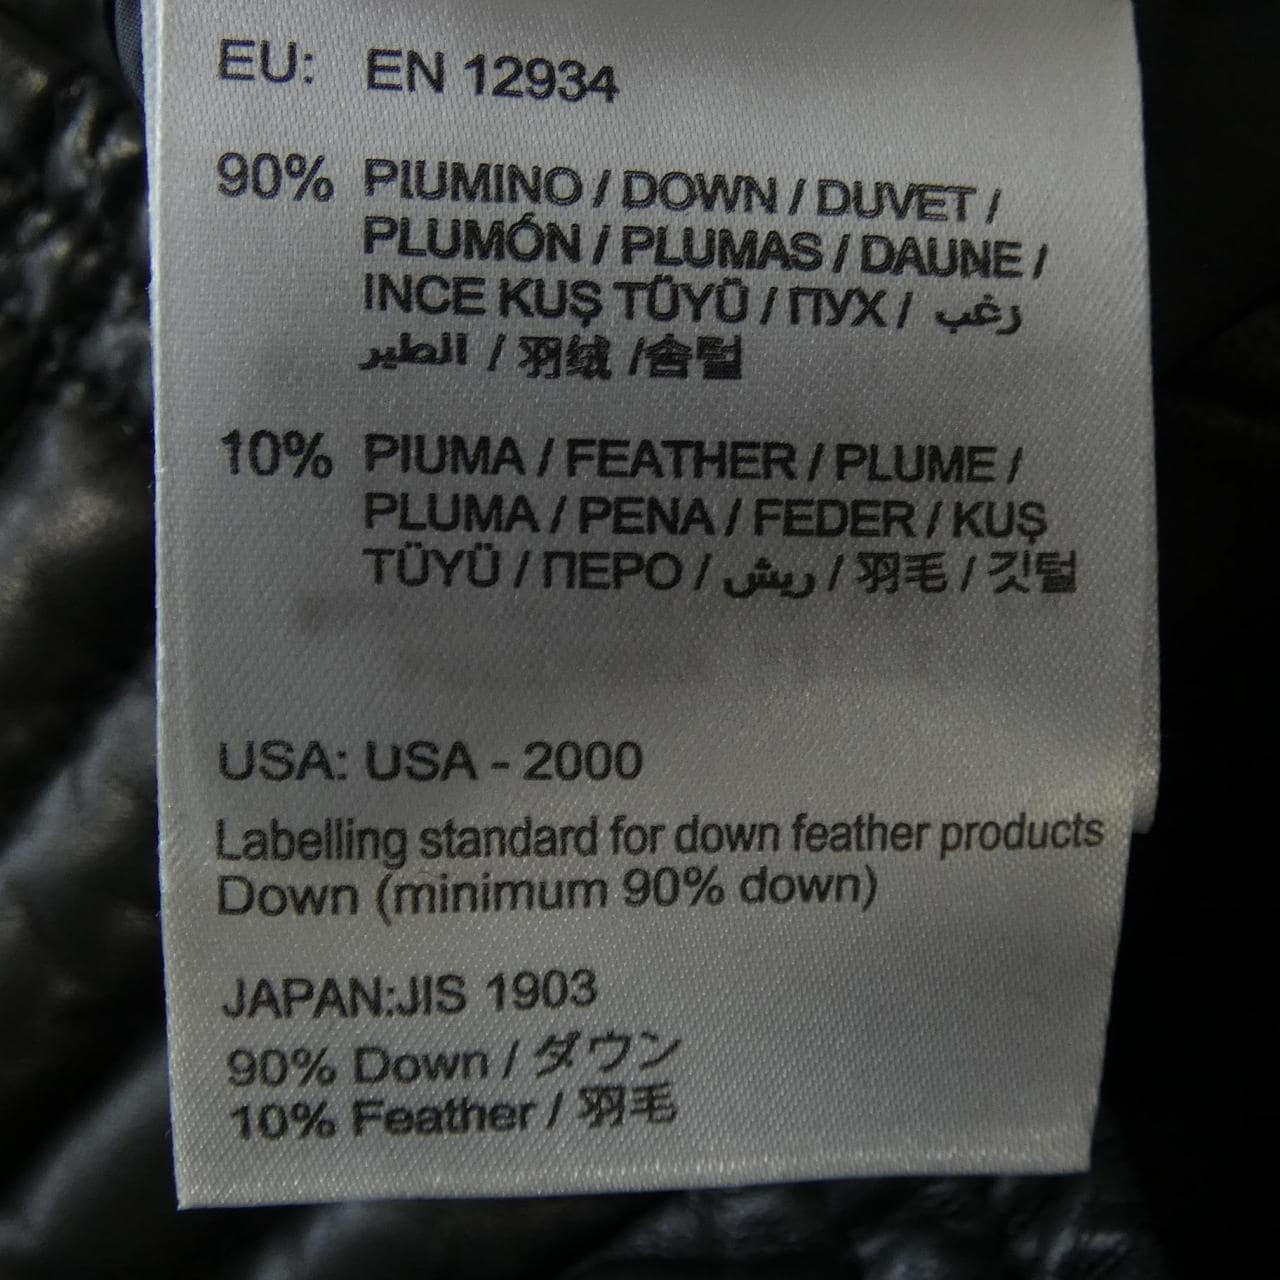 EU: EN 12934
90% PIUMINO / DOWN / DUVET /
PLUMÓN / PLUMAS / DAUNE /
INCE KUŞ TÜYÜ / ПУХ / زغب
الطير / 羽绒 /솜털
10% PIUMA / FEATHER / PLUME /
PLUMA / PENA / FEDER / KUŞ
TÜYÜ / ПЕРО / ريش / 羽毛 / 깃털
USA: USA - 2000
Labelling standard for down feather products
Down (minimum 90% down)
JAPAN:JIS 1903
90% Down / ダウン
10% Feather / 羽毛